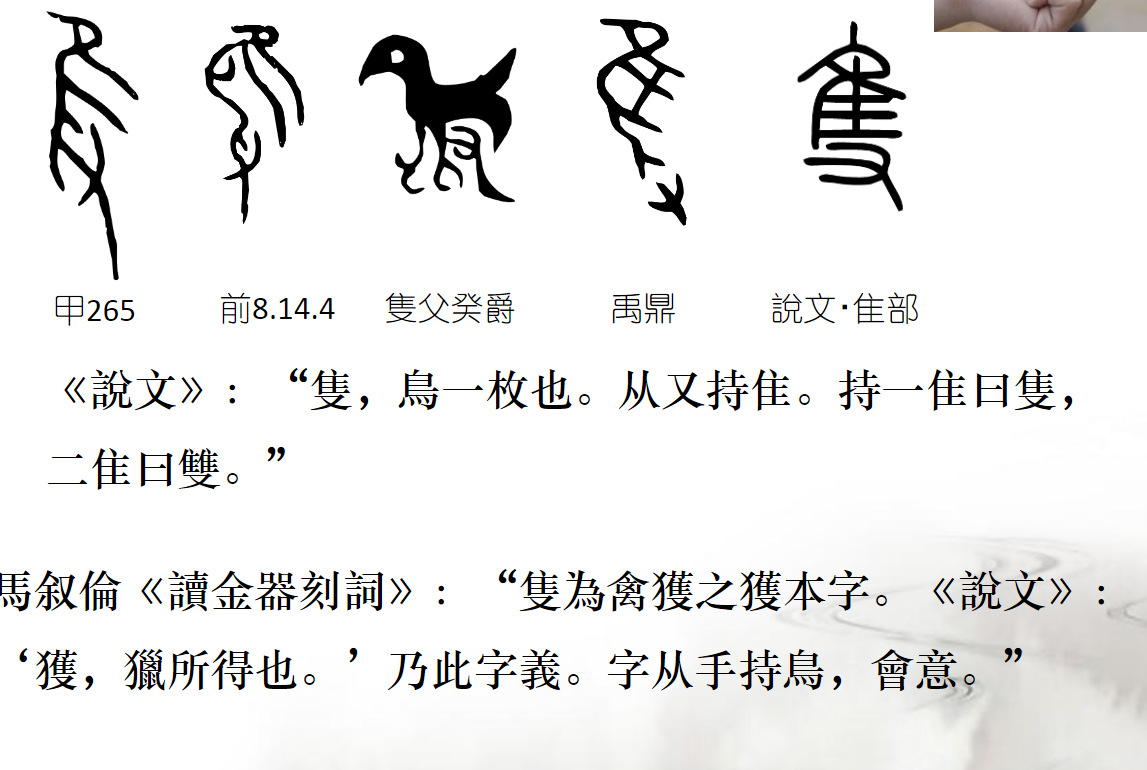 甲265 前8.14.4 隻父癸爵 禹鼎 說文·隹部
《說文》：“隻，鳥一枚也。从又持隹。持一隹曰隻，
二隹曰雙。”
馬叙倫《讀金器刻詞》：“隻為禽獲之獲本字。《說文》：
‘獲，獵所得也。’乃此字義。字从手持鳥，會意。”